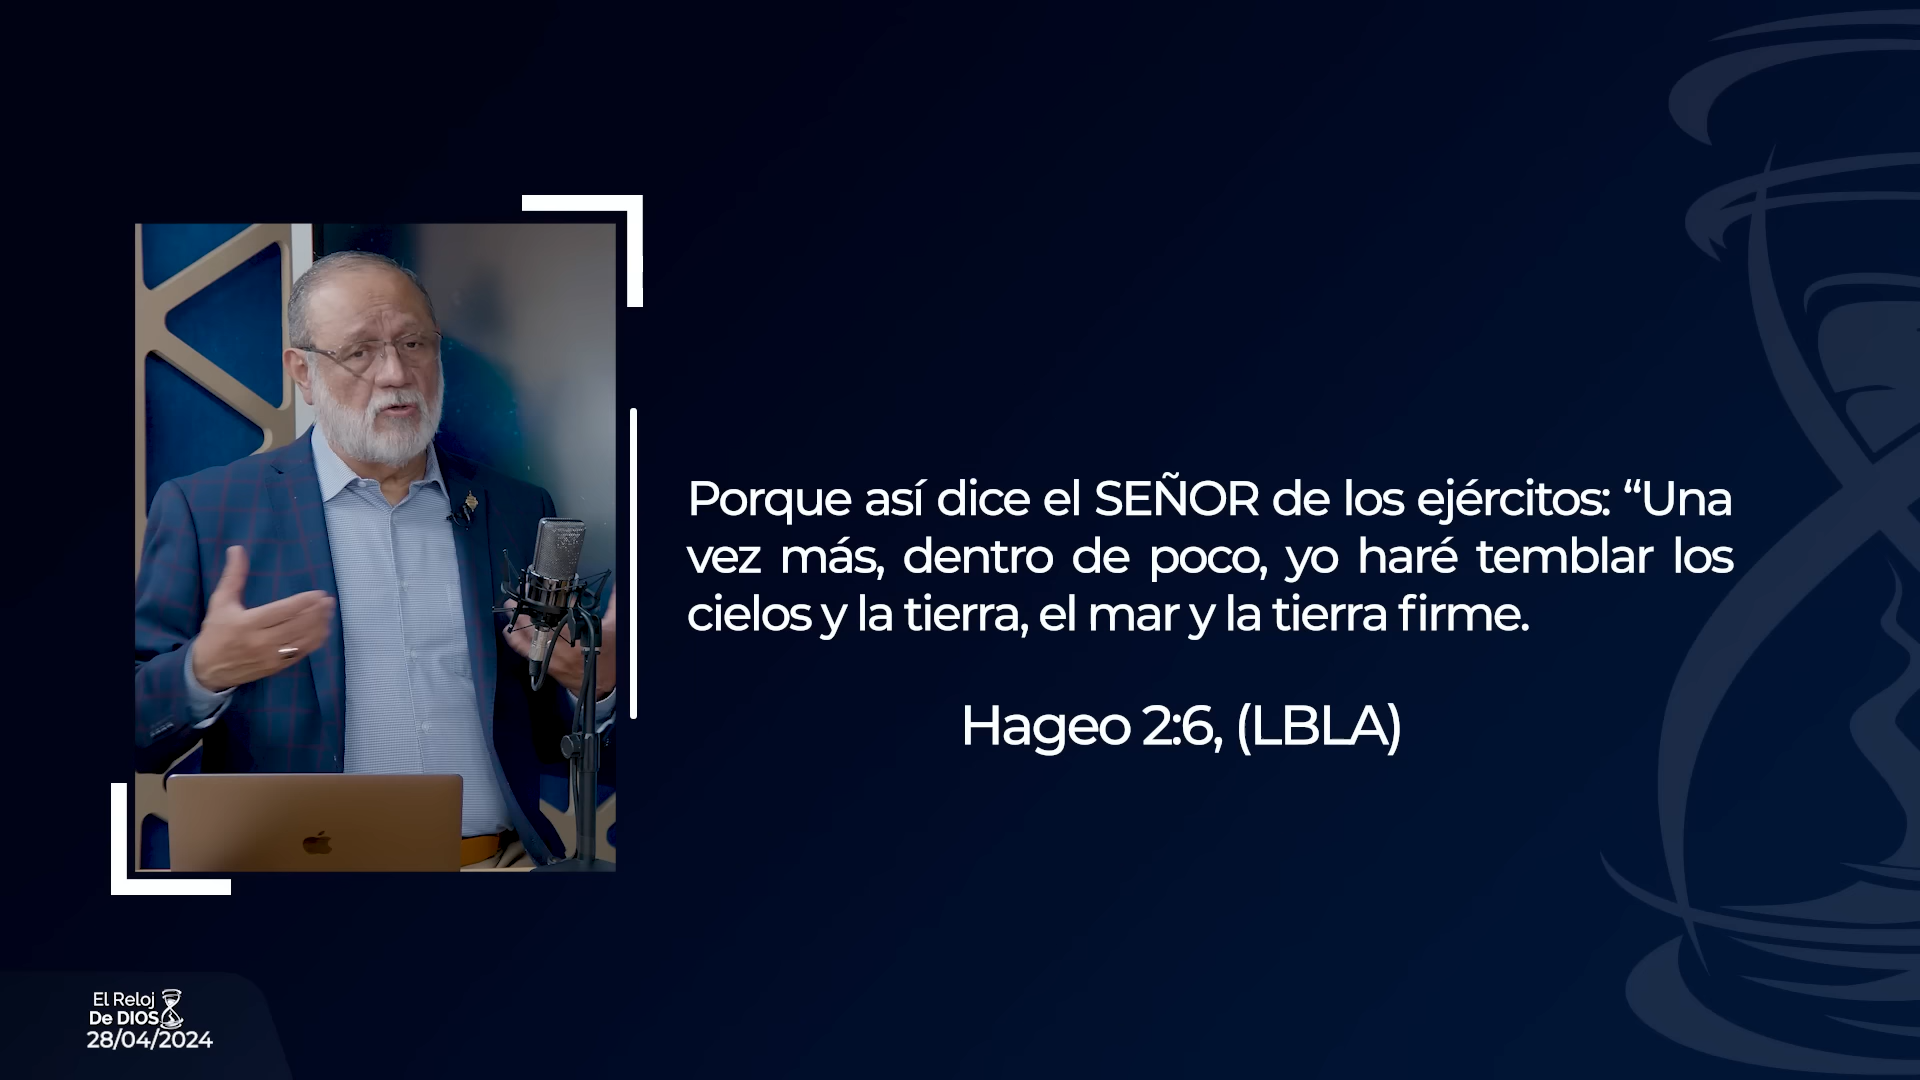 Porque así dice el SEÑOR de los ejércitos: “Una
vez más, dentro de poco, yo haré temblar los
cielos y la tierra, el mar y la tierra firme.
Hageo 2:6, (LBLA)
El Reloj
De DIOS
28/04/2024